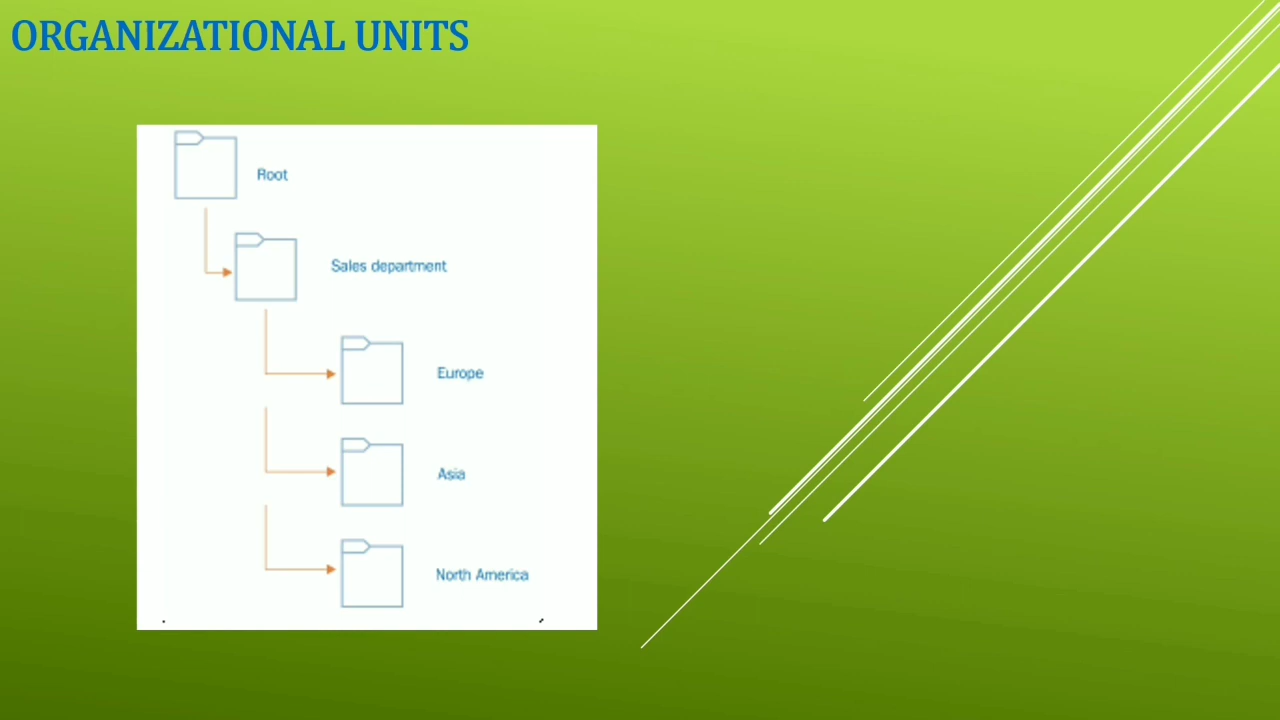 ORGANIZATIONAL UNITS
Root
Sales department
Europe
Asia
North America